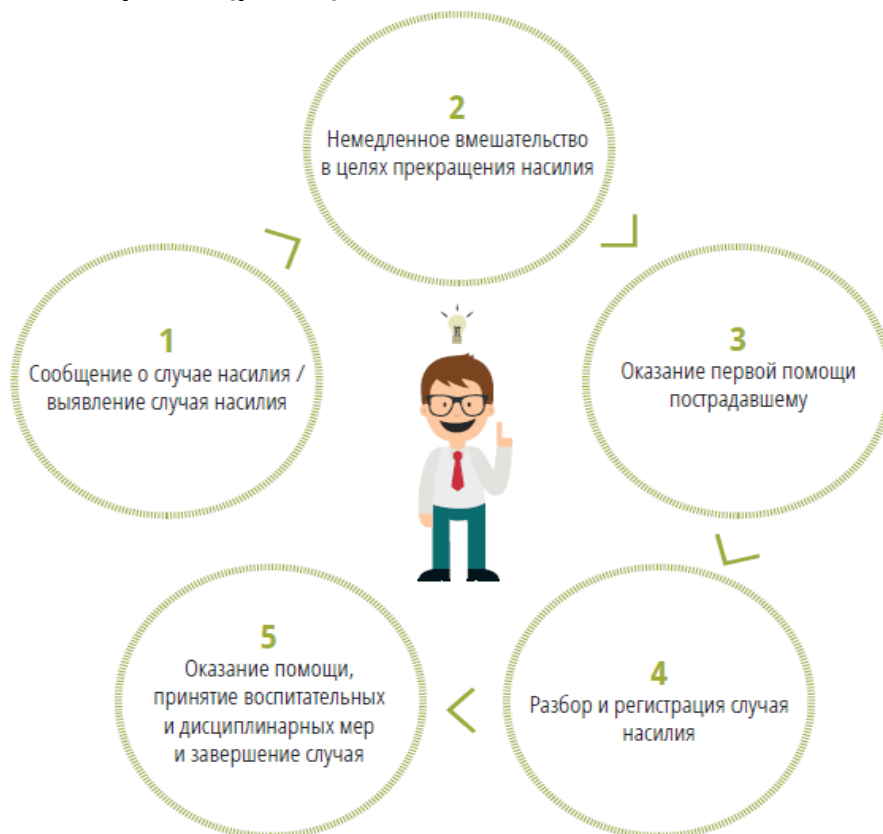 1
Сообщение о случае насилия /
выявление случая насилия
2
Немедленное вмешательство
в целях прекращения насилия
3
Оказание первой помощи
пострадавшему
4
Разбор и регистрация случая
насилия
5
Оказание помощи,
принятие воспитательных
и дисциплинарных мер
и завершение случая